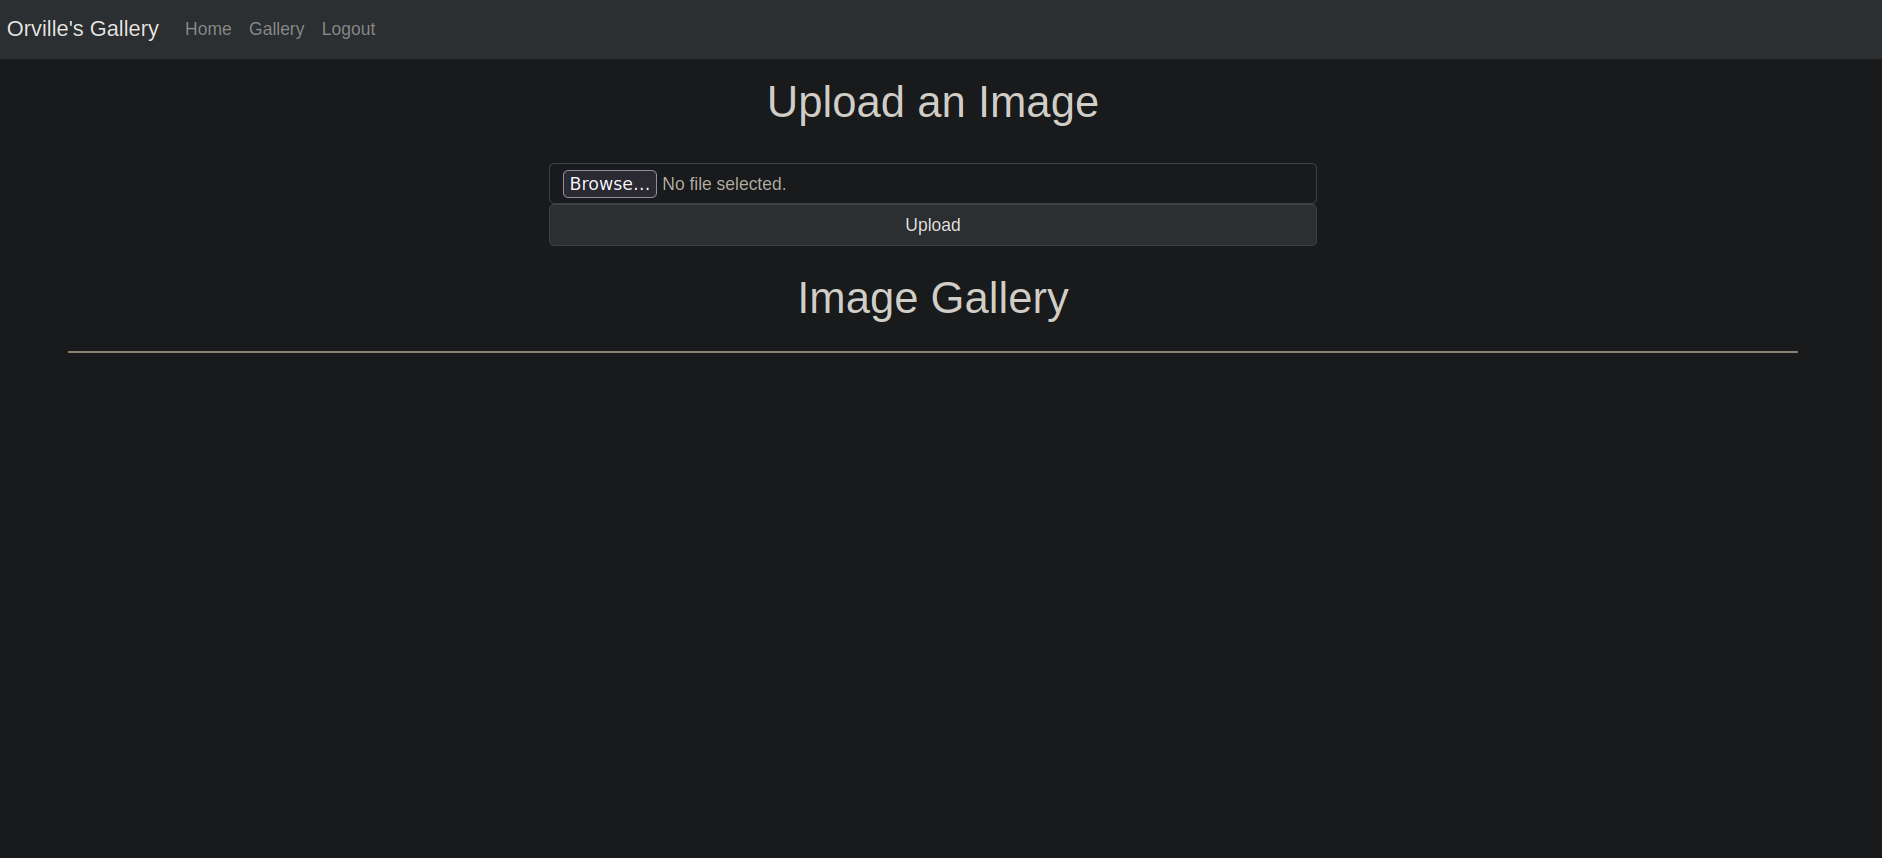 Orville's Gallery Home Gallery Logout
Upload an Image
Browse... No file selected.
Upload
Image Gallery